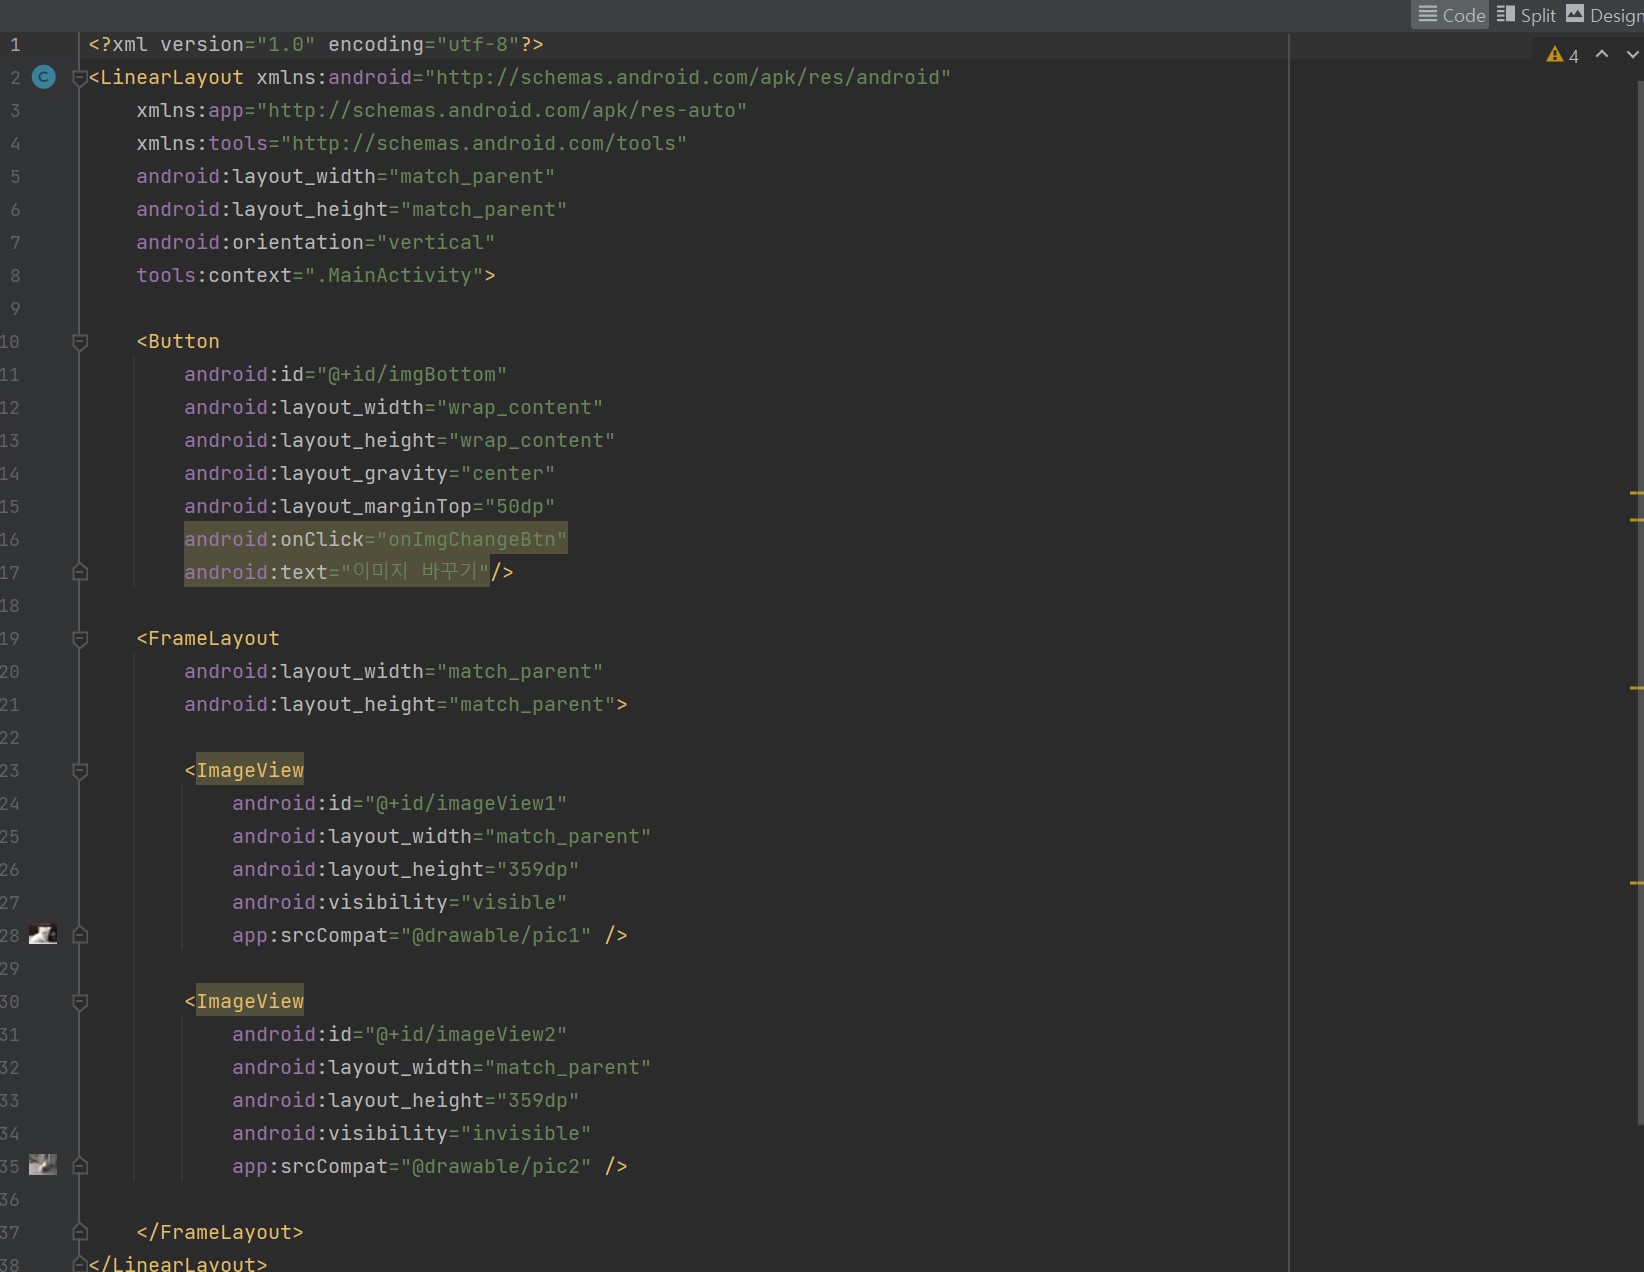 Code Split Design
4
1 <?xml version="1.0" encoding="utf-8"?>
2 <LinearLayout xmlns:android="http://schemas.android.com/apk/res/android"
3 xmlns:app="http://schemas.android.com/apk/res-auto"
4 xmlns:tools="http://schemas.android.com/tools"
5 android:layout_width="match_parent"
6 android:layout_height="match_parent"
7 android:orientation="vertical"
8 tools:context=".MainActivity">
9
10 <Button
11 android:id="@+id/imgBottom"
12 android:layout_width="wrap_content"
13 android:layout_height="wrap_content"
14 android:layout_gravity="center"
15 android:layout_marginTop="50dp"
16 android:onClick="onImgChangeBtn"
17 android:text="이미지 바꾸기"/>
18
19 <FrameLayout
20 android:layout_width="match_parent"
21 android:layout_height="match_parent">
22
23 <ImageView
24 android:id="@+id/imageView1"
25 android:layout_width="match_parent"
26 android:layout_height="359dp"
27 android:visibility="visible"
28 app:srcCompat="@drawable/pic1" />
29
30 <ImageView
31 android:id="@+id/imageView2"
32 android:layout_width="match_parent"
33 android:layout_height="359dp"
34 android:visibility="invisible"
35 app:srcCompat="@drawable/pic2" />
36
37 </FrameLayout>
38 </LinearLayout>